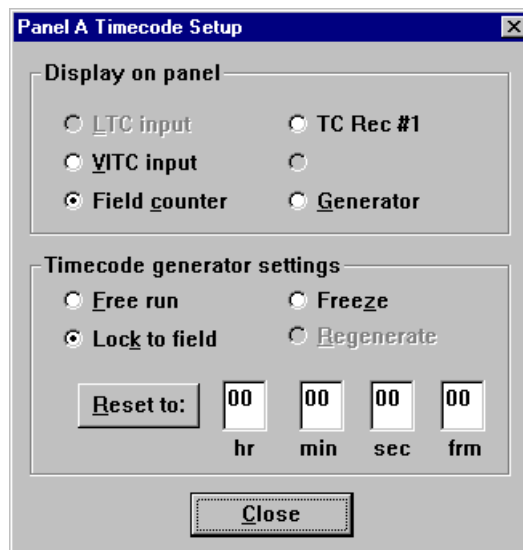 Panel A Timecode Setup
Display on panel
LTC input
TC Rec #1
VITC input
Field counter
Generator
Timecode generator settings
Free run
Freeze
Lock to field
Regenerate
Reset to:
00 00 00 00
hr min sec frm
Close